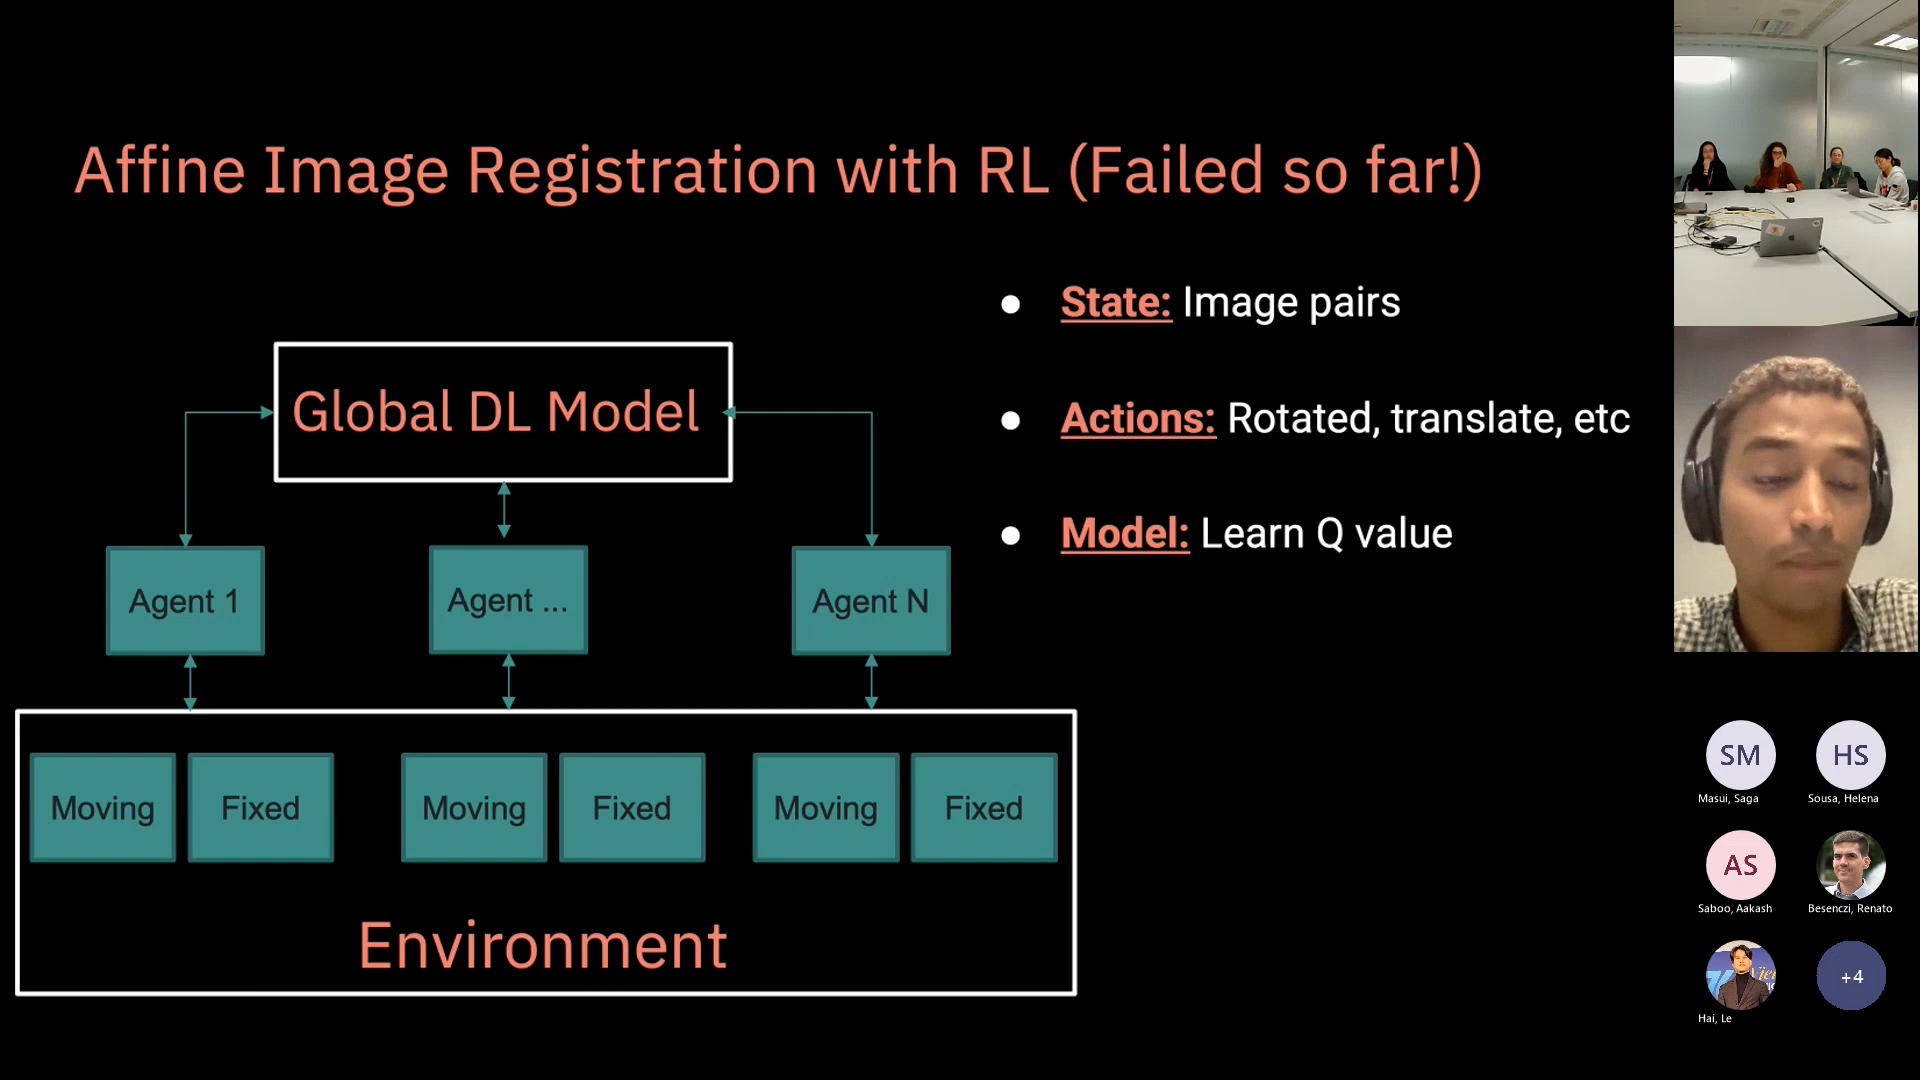 Affine Image Registration with RL (Failed so far!)
Global DL Model
Agent 1
Agent ...
Agent N
Moving
Fixed
Moving
Fixed
Moving
Fixed
Environment
● State: Image pairs
● Actions: Rotated, translate, etc
● Model: Learn Q value
SM
Masui, Saga
HS
Sousa, Helena
AS
Saboo, Aakash
Besenczi, Renato
Hai, Le
+4